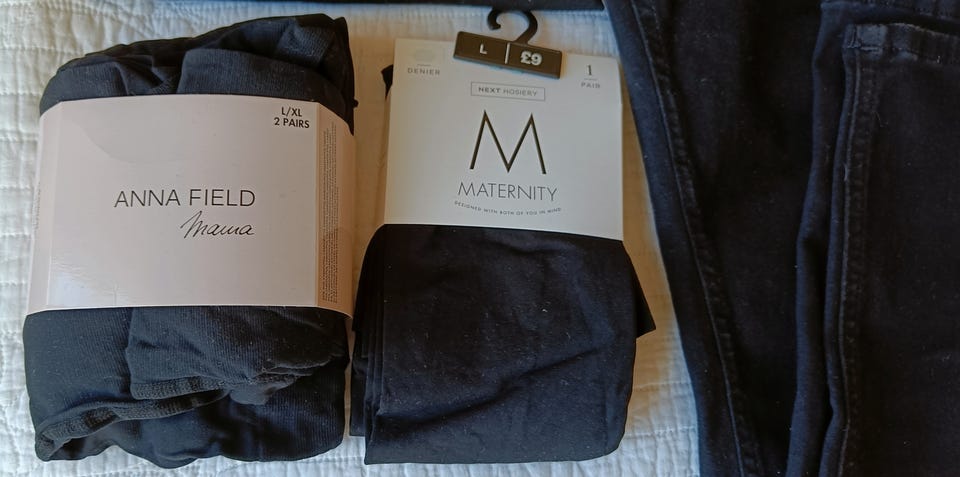 L/XL
2 PAIRS
ANNA FIELD
Mama
L £9
DENIER
1
PAIR
NEXT HOSIERY
M
MATERNITY
DESIGNED WITH BOTH OF YOU IN MIND